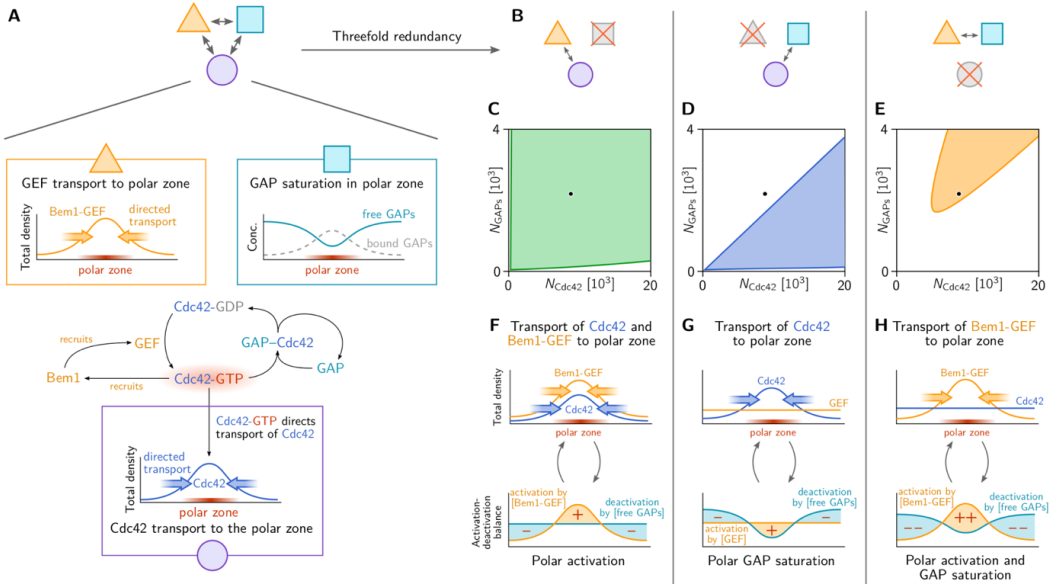 A
Threefold redundancy
B
GEF transport to polar zone
Total density
Bem1-GEF
directed
transport
polar zone
GAP saturation in polar zone
Conc.
free GAPs
bound GAPs
polar zone
Cdc42-GDP
recruits
GEF
GAP–Cdc42
GAP
Bem1
recruits
Cdc42-GTP
Cdc42-GTP directs
transport of Cdc42
Total density
directed
transport
Cdc42
polar zone
Cdc42 transport to the polar zone
C
4
NGAPs [10³]
0
0
NCdc42 [10³]
20
D
4
NGAPs [10³]
0
0
NCdc42 [10³]
20
E
4
NGAPs [10³]
0
0
NCdc42 [10³]
20
F
Transport of Cdc42 and
Bem1-GEF to polar zone
Total density
Bem1-GEF
Cdc42
polar zone
Activation-
deactivation
balance
activation by
[Bem1-GEF]
deactivation
by [free GAPs]
− + −
Polar activation
G
Transport of Cdc42
to polar zone
Cdc42
GEF
polar zone
deactivation
by [free GAPs]
− + −
activation
by [GEF]
Polar GAP saturation
H
Transport of Bem1-GEF
to polar zone
Bem1-GEF
Cdc42
polar zone
activation by
[Bem1-GEF]
deactivation
by [free GAPs]
−− ++ −−
Polar activation and
GAP saturation